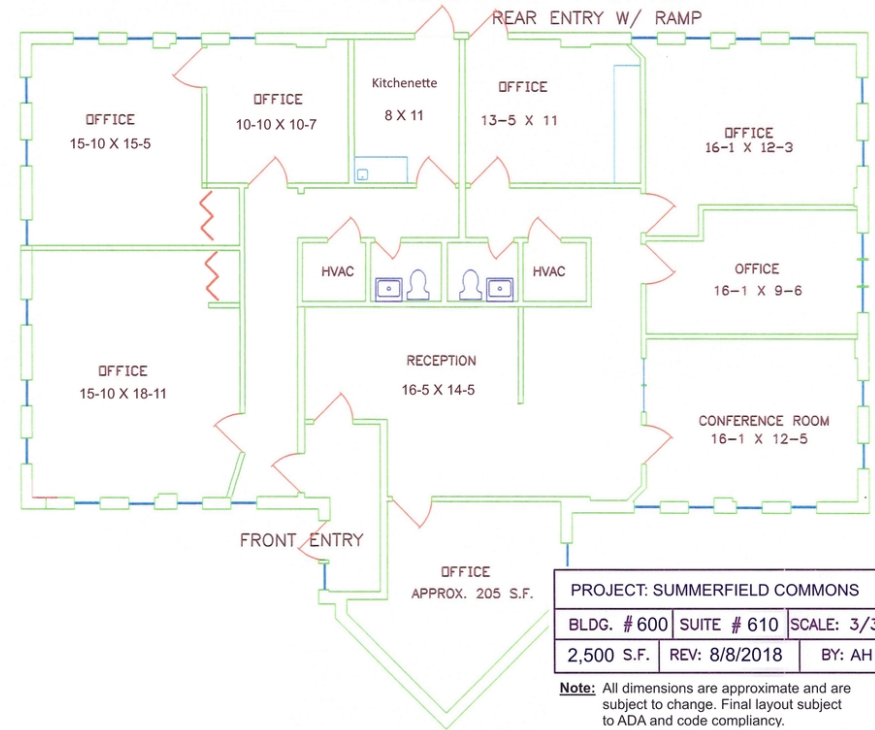 REAR ENTRY W/ RAMP
OFFICE
15-10 X 15-5
OFFICE
10-10 X 10-7
Kitchenette
8 X 11
OFFICE
13-5 X 11
OFFICE
16-1 X 12-3
HVAC
HVAC
OFFICE
16-1 X 9-6
OFFICE
15-10 X 18-11
RECEPTION
16-5 X 14-5
CONFERENCE ROOM
16-1 X 12-5
FRONT ENTRY
OFFICE
APPROX. 205 S.F.
PROJECT: SUMMERFIELD COMMONS
BLDG. # 600 SUITE # 610 SCALE: 3/3
2,500 S.F. REV: 8/8/2018 BY: AH
Note: All dimensions are approximate and are
subject to change. Final layout subject
to ADA and code compliancy.